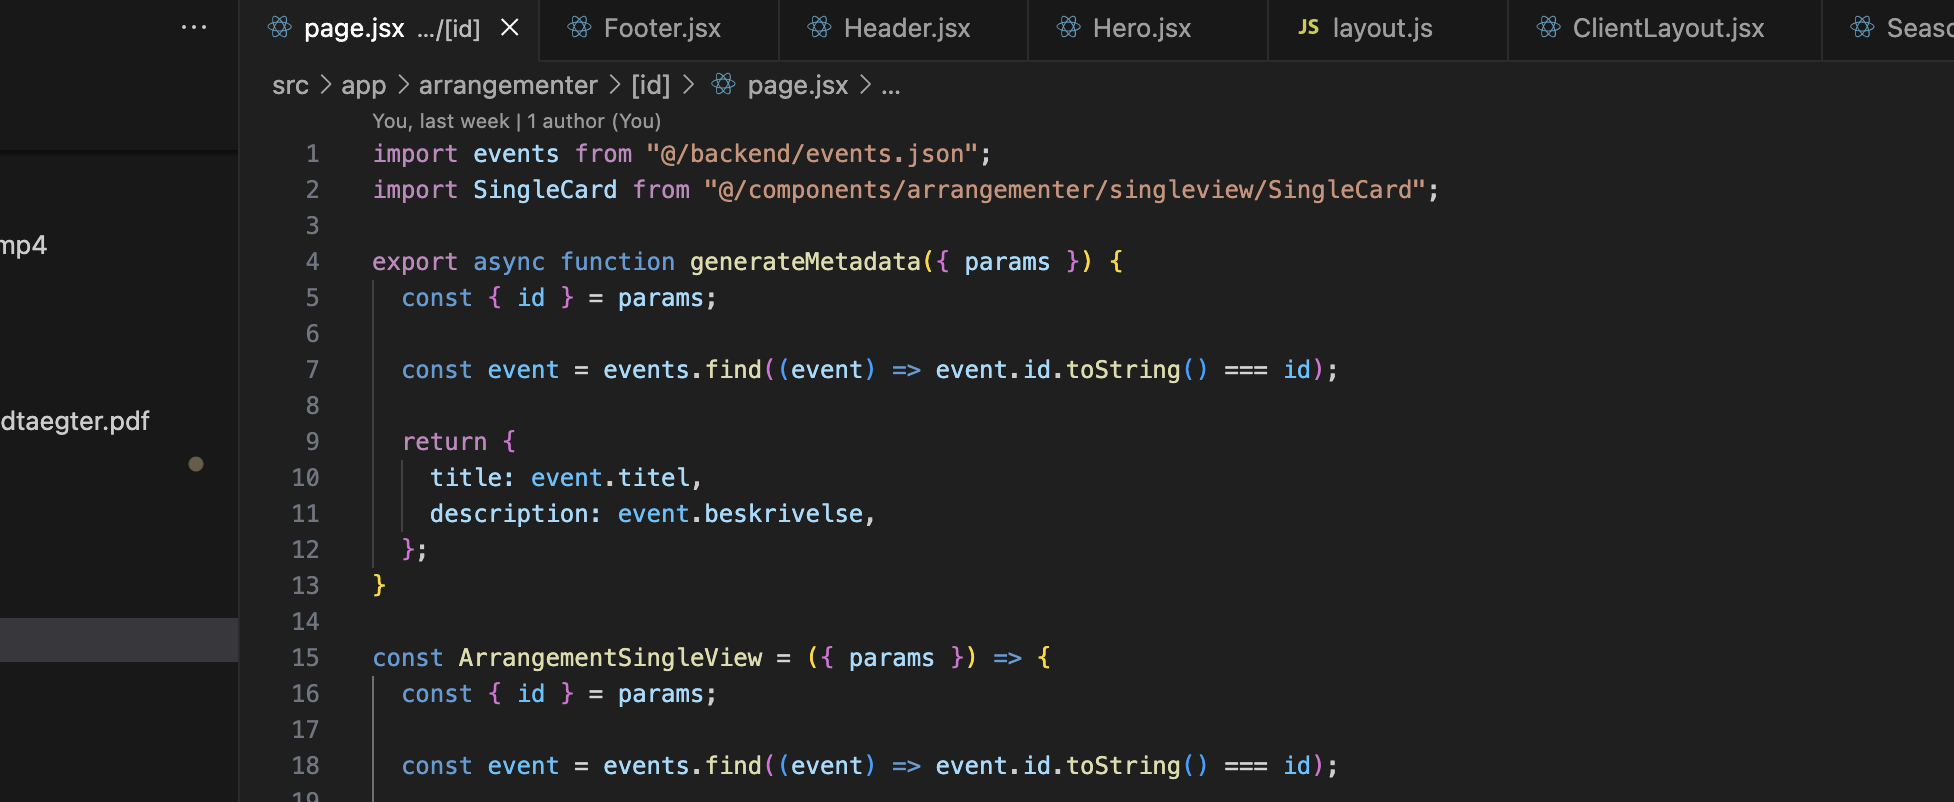 ... page.jsx .../[id] Footer.jsx Header.jsx Hero.jsx JS layout.js ClientLayout.jsx
src > app > arrangementer > [id] > page.jsx > ...
You, last week | 1 author (You)
1 import events from "@/backend/events.json";
2 import SingleCard from "@/components/arrangementer/singleview/SingleCard";
3
mp4
4 export async function generateMetadata({ params }) {
5 const { id } = params;
6
7 const event = events.find((event) => event.id.toString() === id);
8
dtaegter.pdf
9 return {
10 title: event.titel,
11 description: event.beskrivelse,
12 };
13 }
14
15 const ArrangementSingleView = ({ params }) => {
16 const { id } = params;
17
18 const event = events.find((event) => event.id.toString() === id);
19